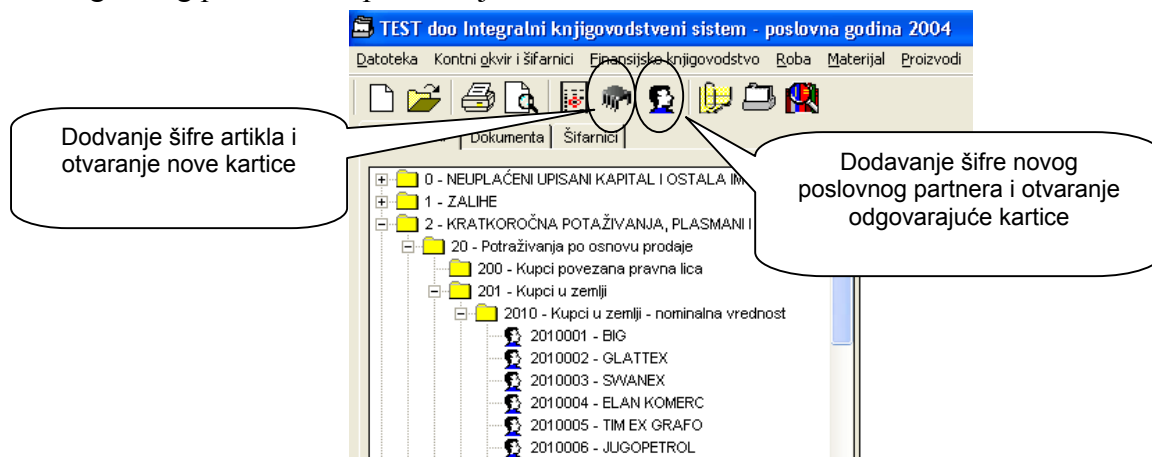 TEST doo Integralni knjigovodstveni sistem - poslovna godina 2004
Datoteka Kontni okvir i šifarnici Finansijsko knjigovodstvo Roba Materijal Proizvodi
Dodvanje šifre artikla i
otvaranje nove kartice
Dokumenta Šifarnici
Dodavanje šifre novog
poslovnog partnera i otvaranje
odgovarajuće kartice
0 - NEUPLAĆENI UPISANI KAPITAL I OSTALA
1 - ZALIHE
2 - KRATKOROČNA POTAŽIVANJA, PLASMANI I
20 - Potraživanja po osnovu prodaje
200 - Kupci povezana pravna lica
201 - Kupci u zemlji
2010 - Kupci u zemlji - nominalna vrednost
2010001 - BIG
2010002 - GLATTEX
2010003 - SWANEX
2010004 - ELAN KOMERC
2010005 - TIM EX GRAFO
2010006 - JUGOPETROL